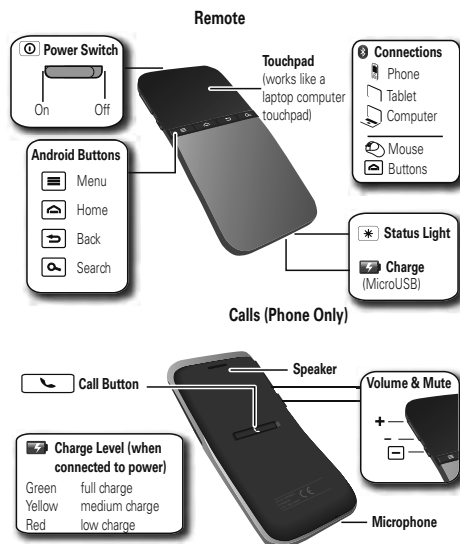 Remote
Power Switch
On Off
Touchpad
(works like a
laptop computer
touchpad)
Connections
Phone
Tablet
Computer
Mouse
Buttons
Android Buttons
Menu
Home
Back
Search
Status Light
Charge
(MicroUSB)
Calls (Phone Only)
Call Button
Speaker
Volume & Mute
+
-
Charge Level (when
connected to power)
Green full charge
Yellow medium charge
Red low charge
Microphone
CE